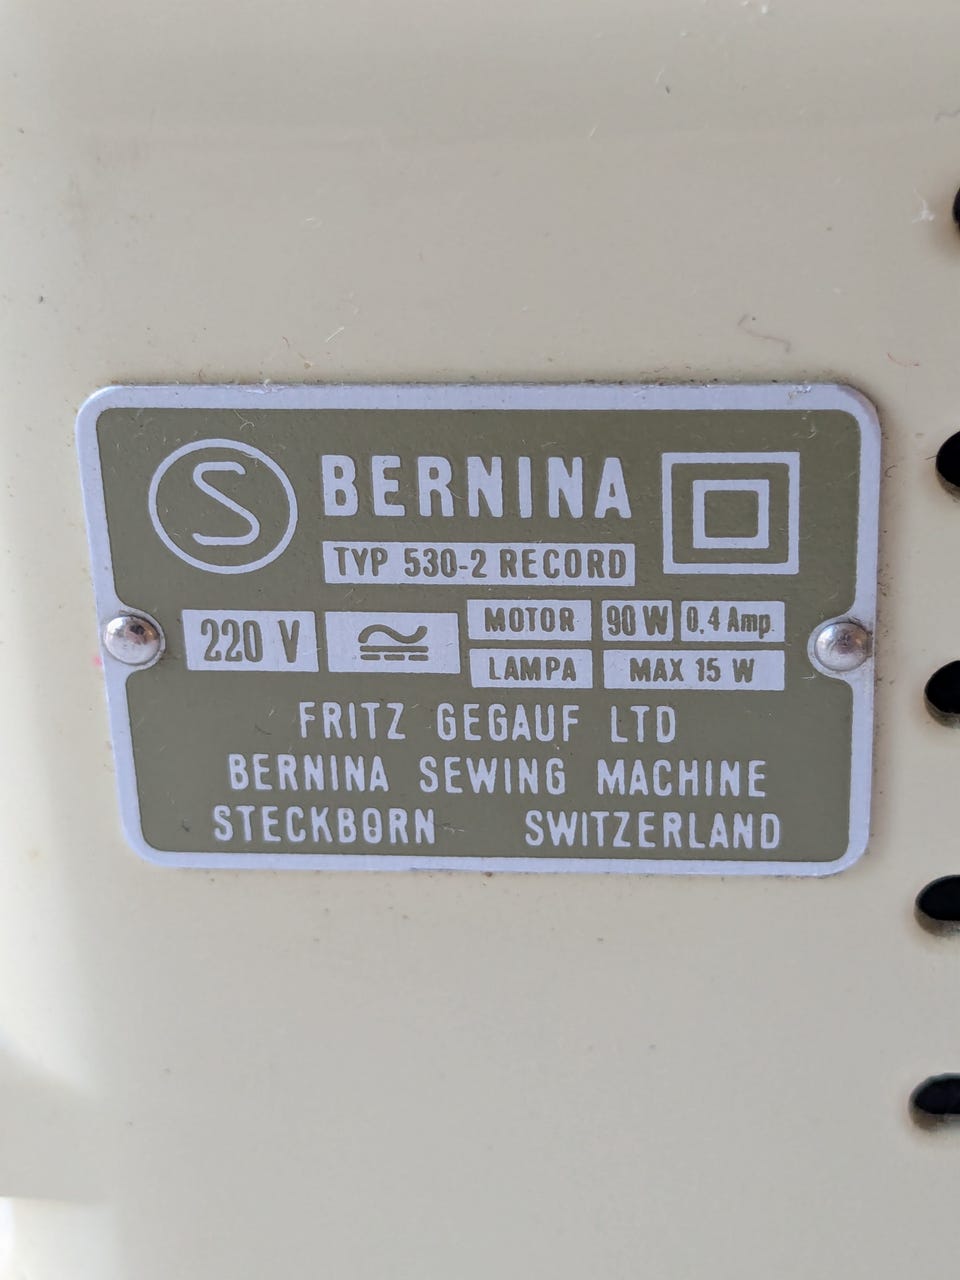 S BERNINA
TYP 530-2 RECORD
220 V MOTOR 90 W 0,4 Amp.
LAMPA MAX 15 W
FRITZ GEGAUF LTD
BERNINA SEWING MACHINE
STECKBORN SWITZERLAND